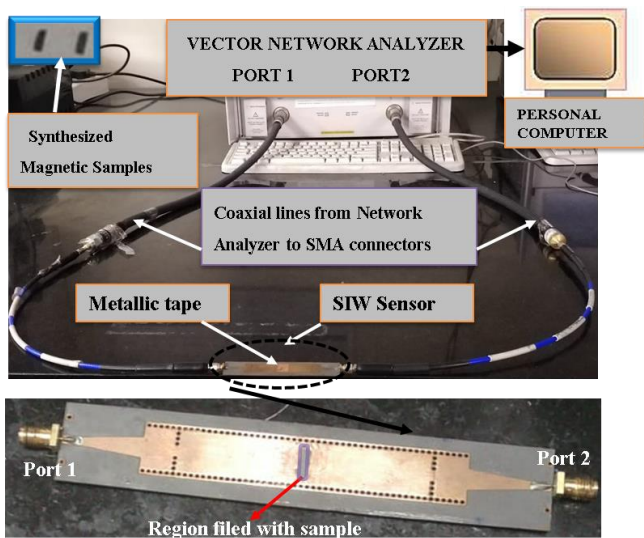 VECTOR NETWORK ANALYZER
PORT 1 PORT2
PERSONAL
COMPUTER
Synthesized
Magnetic Samples
Coaxial lines from Network
Analyzer to SMA connectors
Metallic tape
SIW Sensor
Port 1
Port 2
Region filed with sample